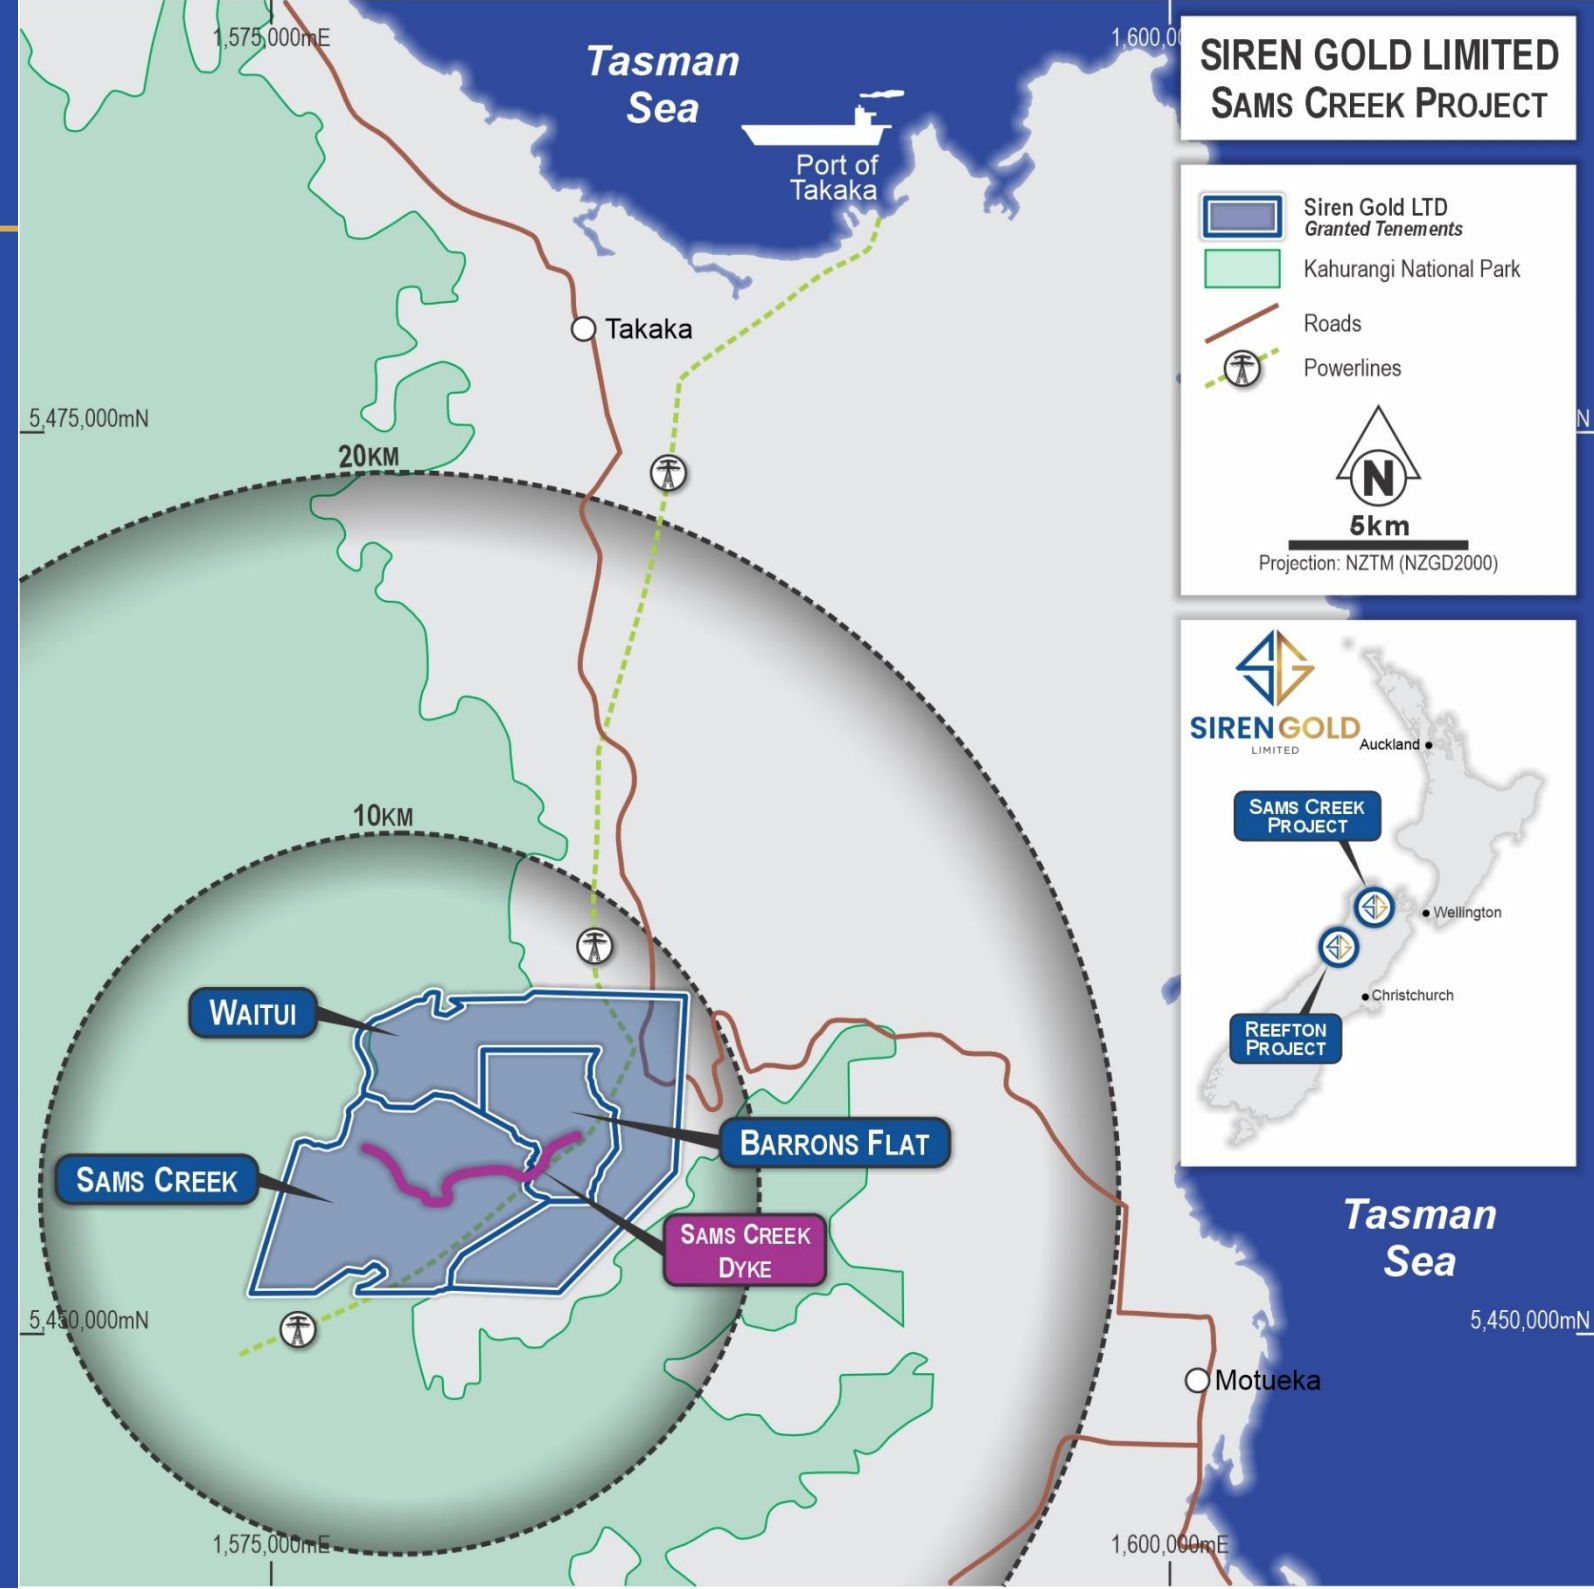 1,575,000mE
1,600,00
Tasman
Sea
Port of
Takaka
SIREN GOLD LIMITED
SAMS CREEK PROJECT
Siren Gold LTD
Granted Tenements
Kahurangi National Park
Roads
Powerlines
N
5km
Projection: NZTM (NZGD2000)
Takaka
5,475,000mN
N
20KM
SIREN GOLD
LIMITED
Auckland
SAMS CREEK
PROJECT
Wellington
Christchurch
REEFTON
PROJECT
10KM
WAITUI
BARRONS FLAT
SAMS CREEK
SAMS CREEK
DYKE
Tasman
Sea
5,450,000mN
5,450,000mN
Motueka
1,575,000mE
1,600,000mE